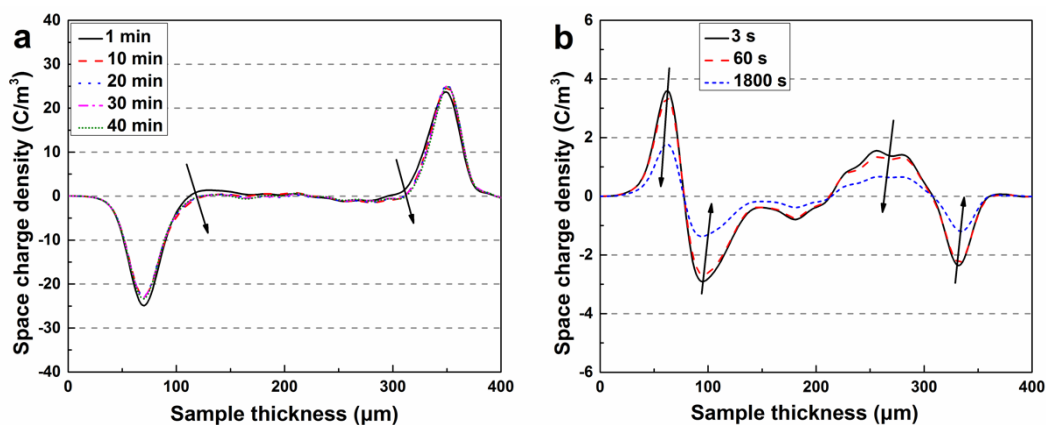 a
1 min
10 min
20 min
30 min
40 min
Space charge density (C/m³)
40
30
20
10
0
-10
-20
-30
-40
0
100
200
300
400
Sample thickness (μm)
b
3 s
60 s
1800 s
Space charge density (C/m³)
6
4
2
0
-2
-4
-6
0
100
200
300
400
Sample thickness (μm)